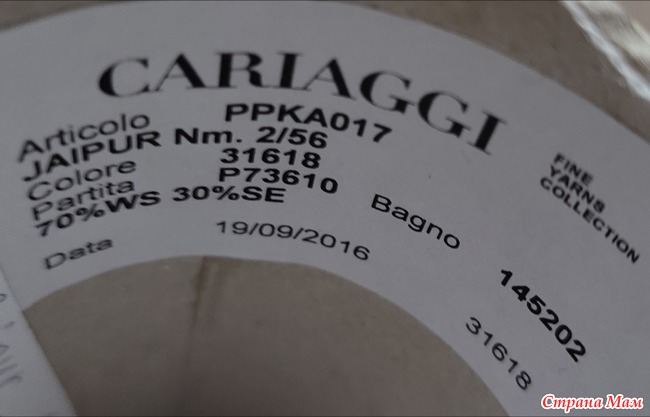 CARIAGGI
FINE
YARNS
COLLECTION
Articolo PPKA017
JAIPUR Nm. 2/56
Colore 31618
Partita P73610 Bagno 145202
70%WS 30%SE
Data 19/09/2016 31618
Страна Мам